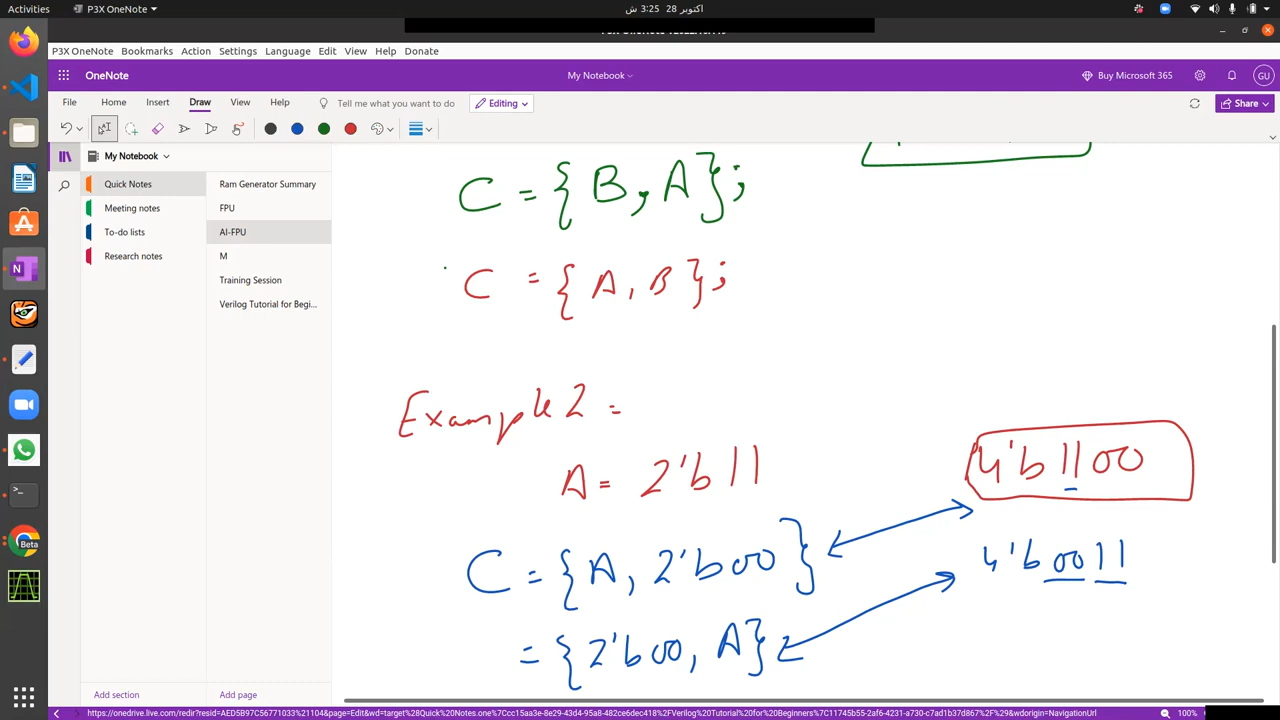 Activities P3X OneNote اكتوبر 28 3:25 ش
P3X OneNote Bookmarks Action Settings Language Edit View Help Donate
OneNote My Notebook Buy Microsoft 365 GU
File Home Insert Draw View Help Tell me what you want to do Editing Share
My Notebook
Quick Notes
Meeting notes
To-do lists
Research notes
Ram Generator Summary
FPU
AI-FPU
M
Training Session
Verilog Tutorial for Begi...
C = { B, A };
C = { A, B };
Example 2 =
A = 2'b11
4'b1100
C = { A, 2'b00 }
4'b0011
= { 2'b00, A }
Beta
Add section Add page
100%